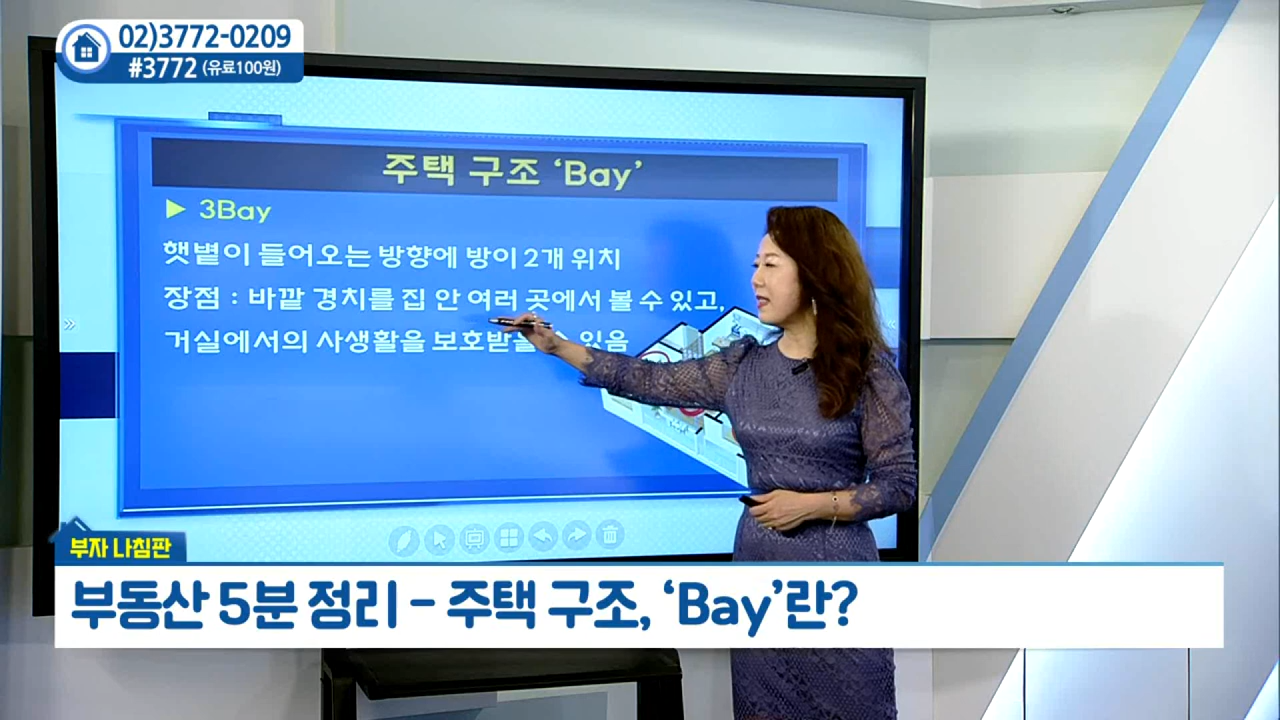 02)3772-0209
#3772 (유료100원)
주택 구조 ‘Bay’
▶ 3Bay
햇볕이 들어오는 방향에 방이 2개 위치
장점 : 바깥 경치를 집 안 여러 곳에서 볼 수 있고,
거실에서의 사생활을 보호받을 수 있음
부자 나침판
부동산 5분 정리 – 주택 구조, ‘Bay’란?